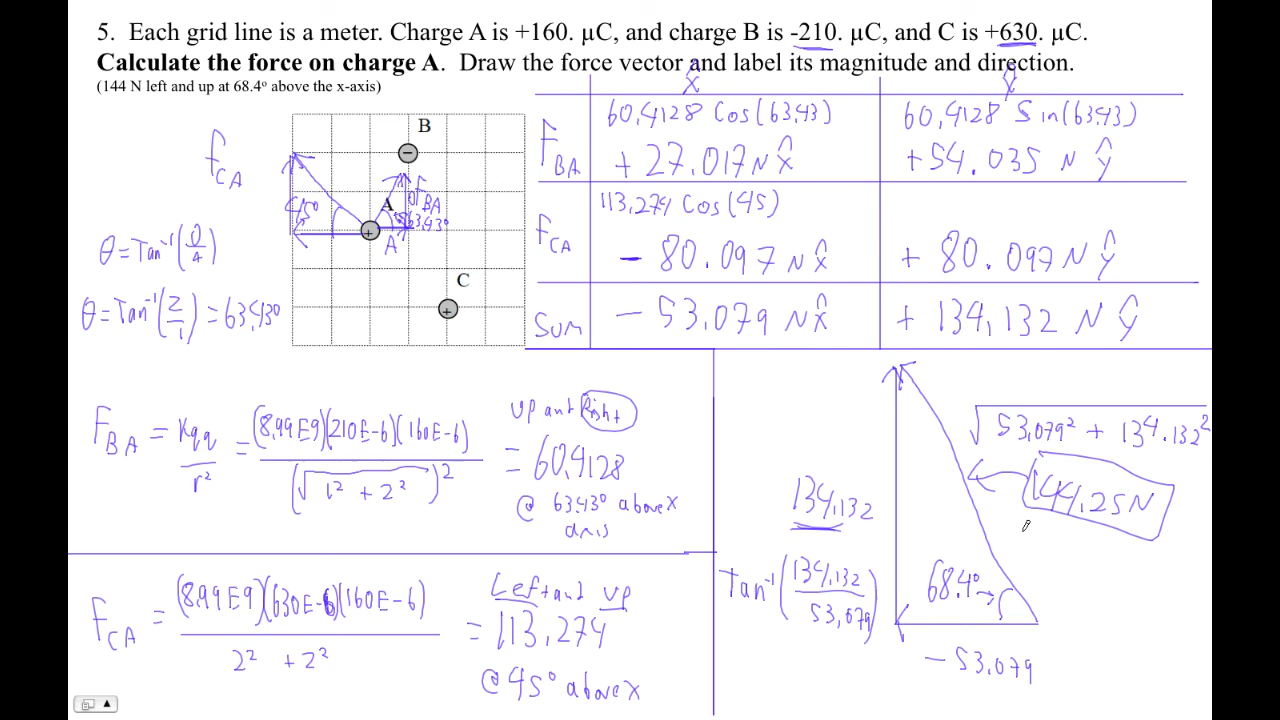 5. Each grid line is a meter. Charge A is +160. µC, and charge B is -210. µC, and C is +630. µC.
Calculate the force on charge A. Draw the force vector and label its magnitude and direction.
(144 N left and up at 68.4° above the x-axis)
x̂ ŷ
F_BA 60.4128 Cos(63.43) 60.4128 Sin(63.43)
+27.017 N x̂ +54.035 N ŷ
F_CA 113.274 Cos(45)
- 80.097 N x̂ + 80.097 N ŷ
SUM - 53.079 N x̂ + 134.132 N ŷ
F_CA
B
−
45°
A
F_BA
63.43°
+
A
C
+
θ = Tan⁻¹(O/A)
θ = Tan⁻¹(2/1) = 63.43°
F_BA = kqq/r² = (8.99E9)(210E-6)(160E-6)/(√1² + 2²)² = 60.4128
up and Right
@ 63.43° above x
axis
F_CA = (8.99E9)(630E-6)(160E-6)/2² + 2² = 113.274
Left and up
@ 45° above x
√53.079² + 134.132²
144.25 N
134.132
Tan⁻¹(134.132/53.079)
68.4°
- 53.079